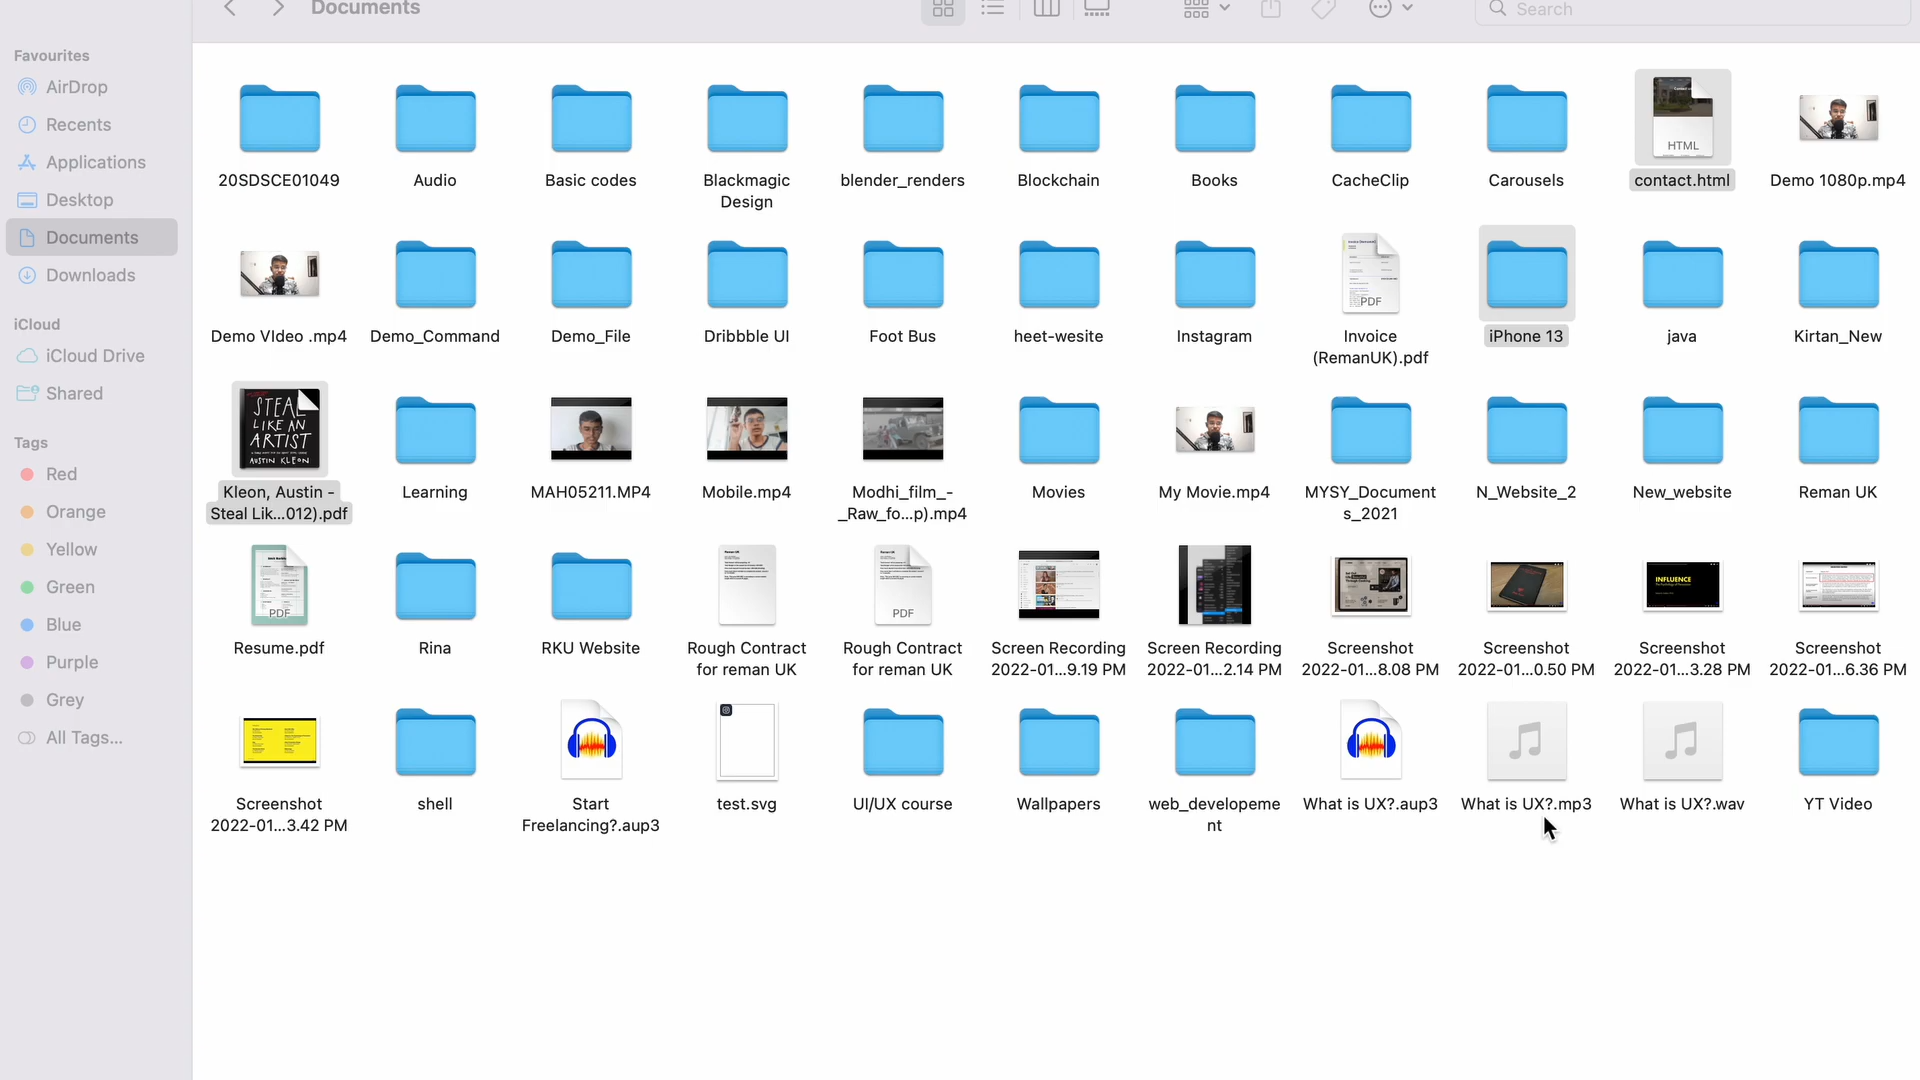 Documents
Search
Favourites
AirDrop
Recents
Applications
Desktop
Documents
Downloads
iCloud
iCloud Drive
Shared
Tags
Red
Orange
Yellow
Green
Blue
Purple
Grey
All Tags...
HTML
20SDSCE01049
Audio
Basic codes
Blackmagic
Design
blender_renders
Blockchain
Books
CacheClip
Carousels
contact.html
Demo 1080p.mp4
PDF
Demo VIdeo .mp4
Demo_Command
Demo_File
Dribbble UI
Foot Bus
heet-wesite
Instagram
Invoice
(RemanUK).pdf
iPhone 13
java
Kirtan_New
STEAL
LIKE AN
ARTIST
AUSTIN KLEON
Kleon, Austin -
Steal Lik...012).pdf
Learning
MAH05211.MP4
Mobile.mp4
Modhi_film_-
_Raw_fo...p).mp4
Movies
My Movie.mp4
MYSY_Document
s_2021
N_Website_2
New_website
Reman UK
PDF
PDF
INFLUENCE
Resume.pdf
Rina
RKU Website
Rough Contract
for reman UK
Rough Contract
for reman UK
Screen Recording
2022-01...9.19 PM
Screen Recording
2022-01...2.14 PM
Screenshot
2022-01...8.08 PM
Screenshot
2022-01...0.50 PM
Screenshot
2022-01...3.28 PM
Screenshot
2022-01...6.36 PM
Screenshot
2022-01...3.42 PM
shell
Start
Freelancing?.aup3
test.svg
UI/UX course
Wallpapers
web_developeme
nt
What is UX?.aup3
What is UX?.mp3
What is UX?.wav
YT Video